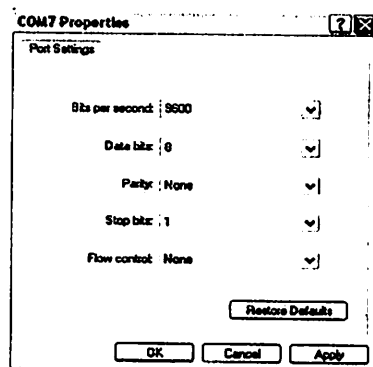 COM7 Properties
Port Settings
Bits per second: 9600
Data bits: 8
Parity: None
Stop bits: 1
Flow control: None
Restore Defaults
OK Cancel Apply